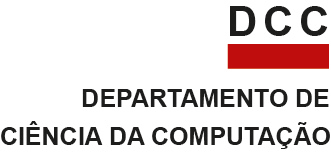 DCC
DEPARTAMENTO DE
CIÊNCIA DA COMPUTAÇÃO